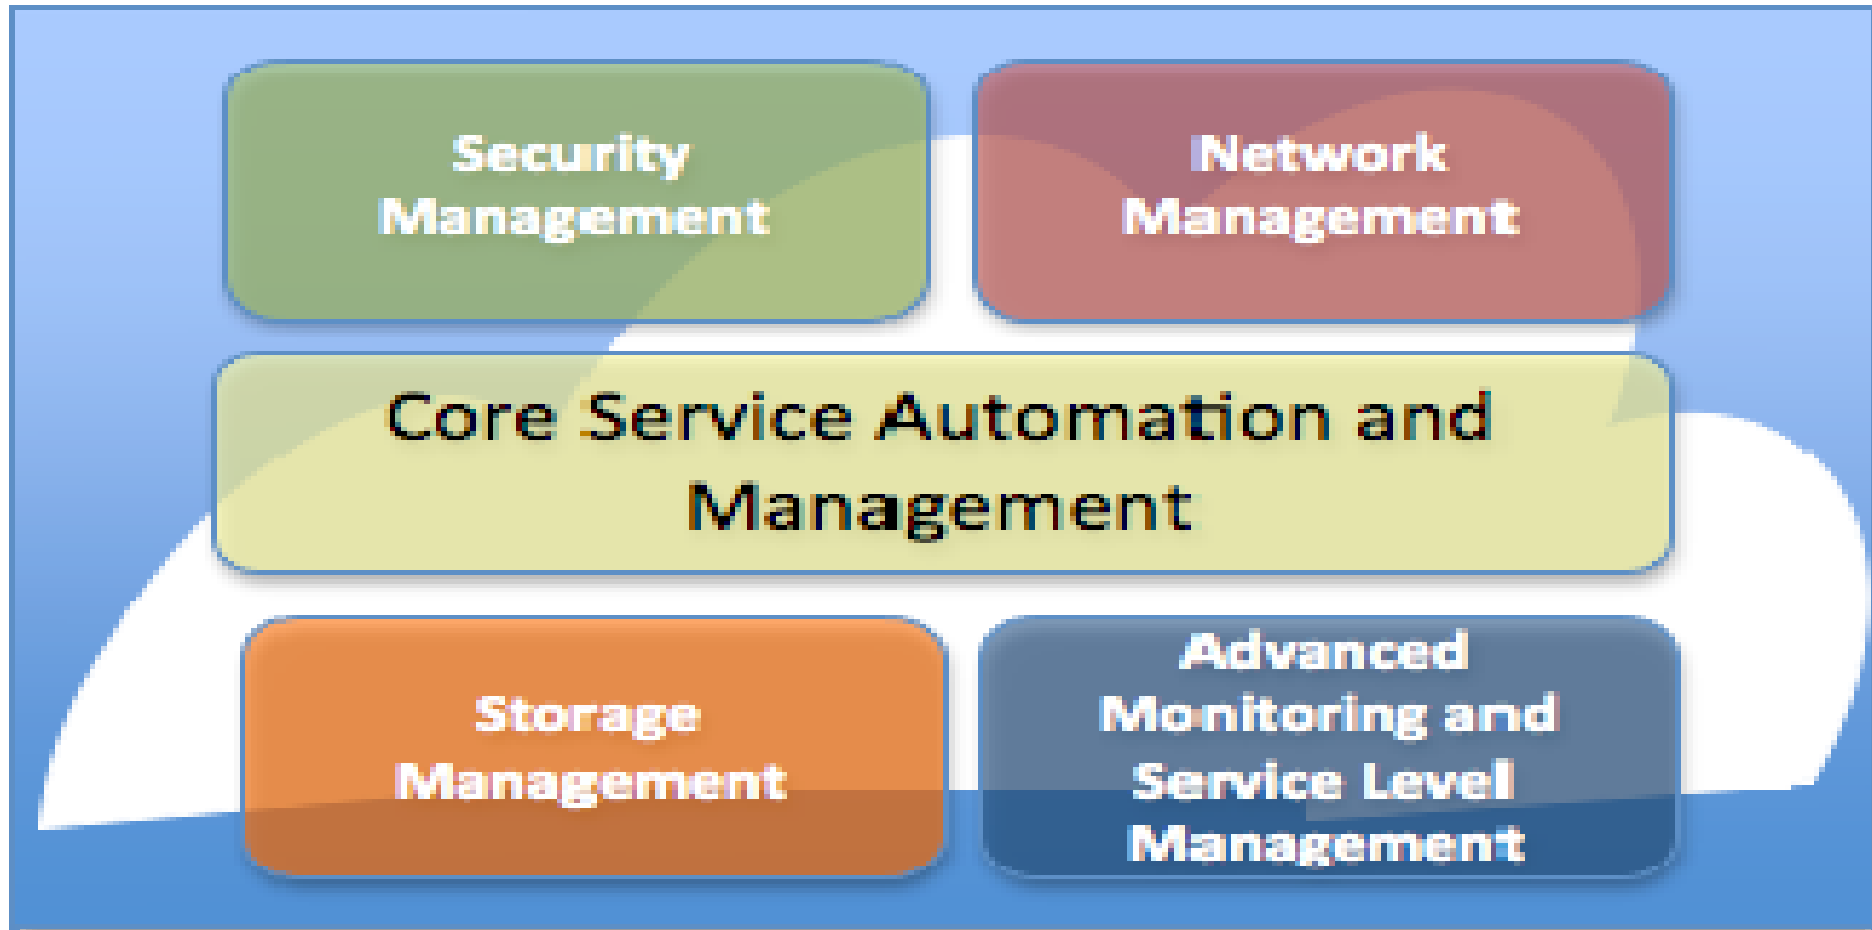 Security
Management
Network
Management
Core Service Automation and
Management
Storage
Management
Advanced
Monitoring and
Service Level
Management